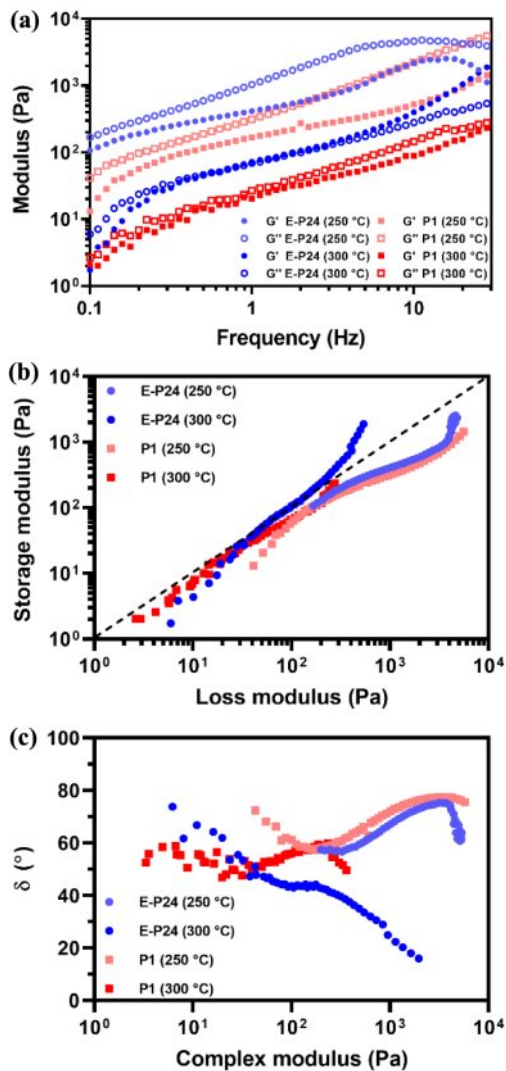 (a)
10⁴
10³
10²
10¹
10⁰
Modulus (Pa)
G' E-P24 (250 °C) G' P1 (250 °C)
G'' E-P24 (250 °C) G'' P1 (250 °C)
G' E-P24 (300 °C) G' P1 (300 °C)
G'' E-P24 (300 °C) G'' P1 (300 °C)
0.1 1 10
Frequency (Hz)
(b)
10⁴
10³
10²
10¹
10⁰
Storage modulus (Pa)
E-P24 (250 °C)
E-P24 (300 °C)
P1 (250 °C)
P1 (300 °C)
10⁰ 10¹ 10² 10³ 10⁴
Loss modulus (Pa)
(c)
100
80
60
40
20
0
δ (°)
E-P24 (250 °C)
E-P24 (300 °C)
P1 (250 °C)
P1 (300 °C)
10⁰ 10¹ 10² 10³ 10⁴
Complex modulus (Pa)